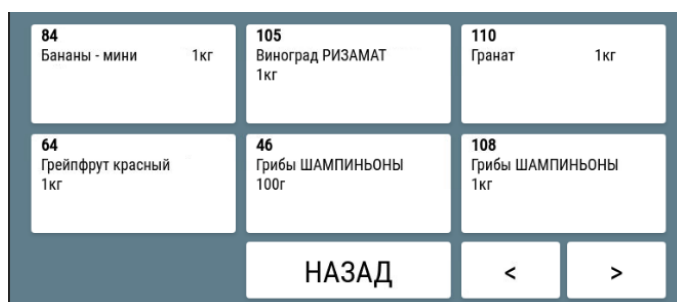 84
Бананы - мини 1кг
105
Виноград РИЗАМАТ
1кг
110
Гранат 1кг
64
Грейпфрут красный
1кг
46
Грибы ШАМПИНЬОНЫ
100г
108
Грибы ШАМПИНЬОНЫ
1кг
НАЗАД
<
>